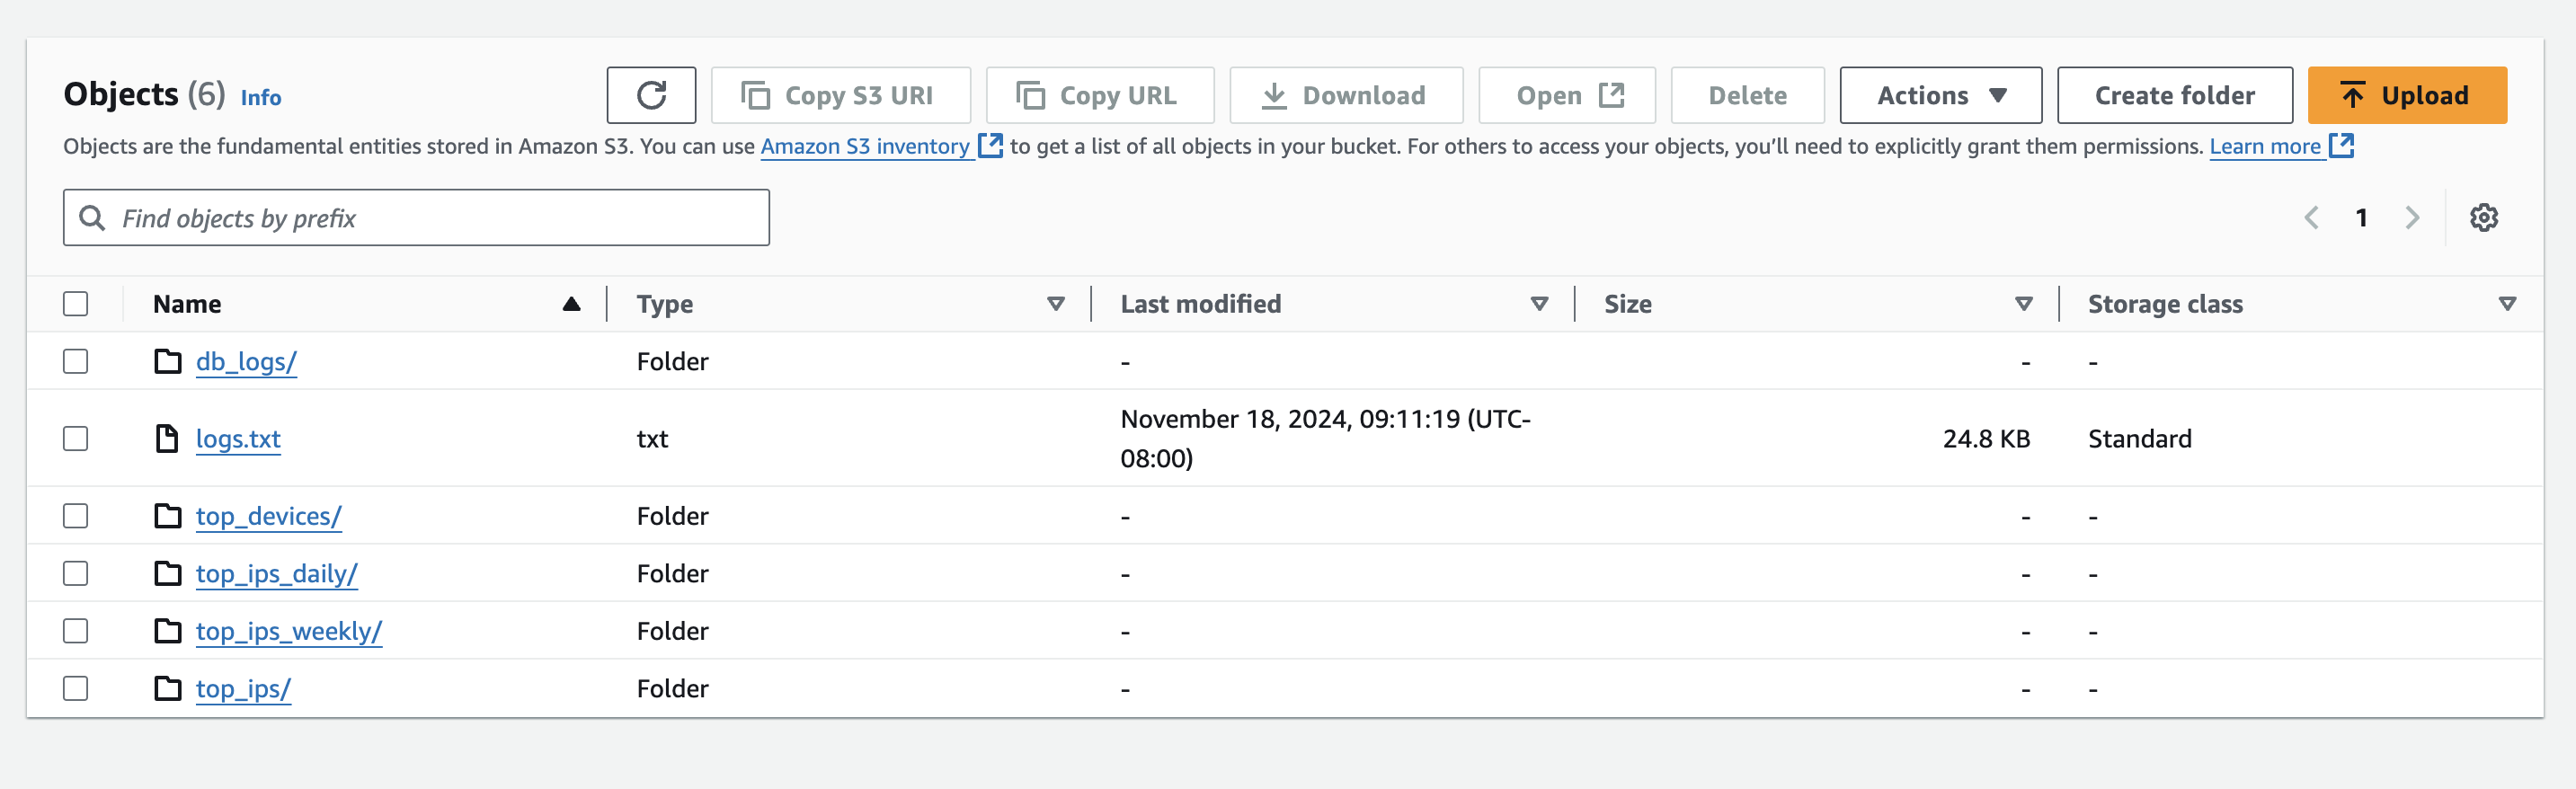 Objects (6) Info
Copy S3 URI
Copy URL
Download
Open
Delete
Actions
Create folder
Upload
Objects are the fundamental entities stored in Amazon S3. You can use Amazon S3 inventory to get a list of all objects in your bucket. For others to access your objects, you’ll need to explicitly grant them permissions. Learn more
Find objects by prefix
1
Name Type Last modified Size Storage class
db_logs/ Folder - - -
logs.txt txt November 18, 2024, 09:11:19 (UTC-
08:00) 24.8 KB Standard
top_devices/ Folder - - -
top_ips_daily/ Folder - - -
top_ips_weekly/ Folder - - -
top_ips/ Folder - - -